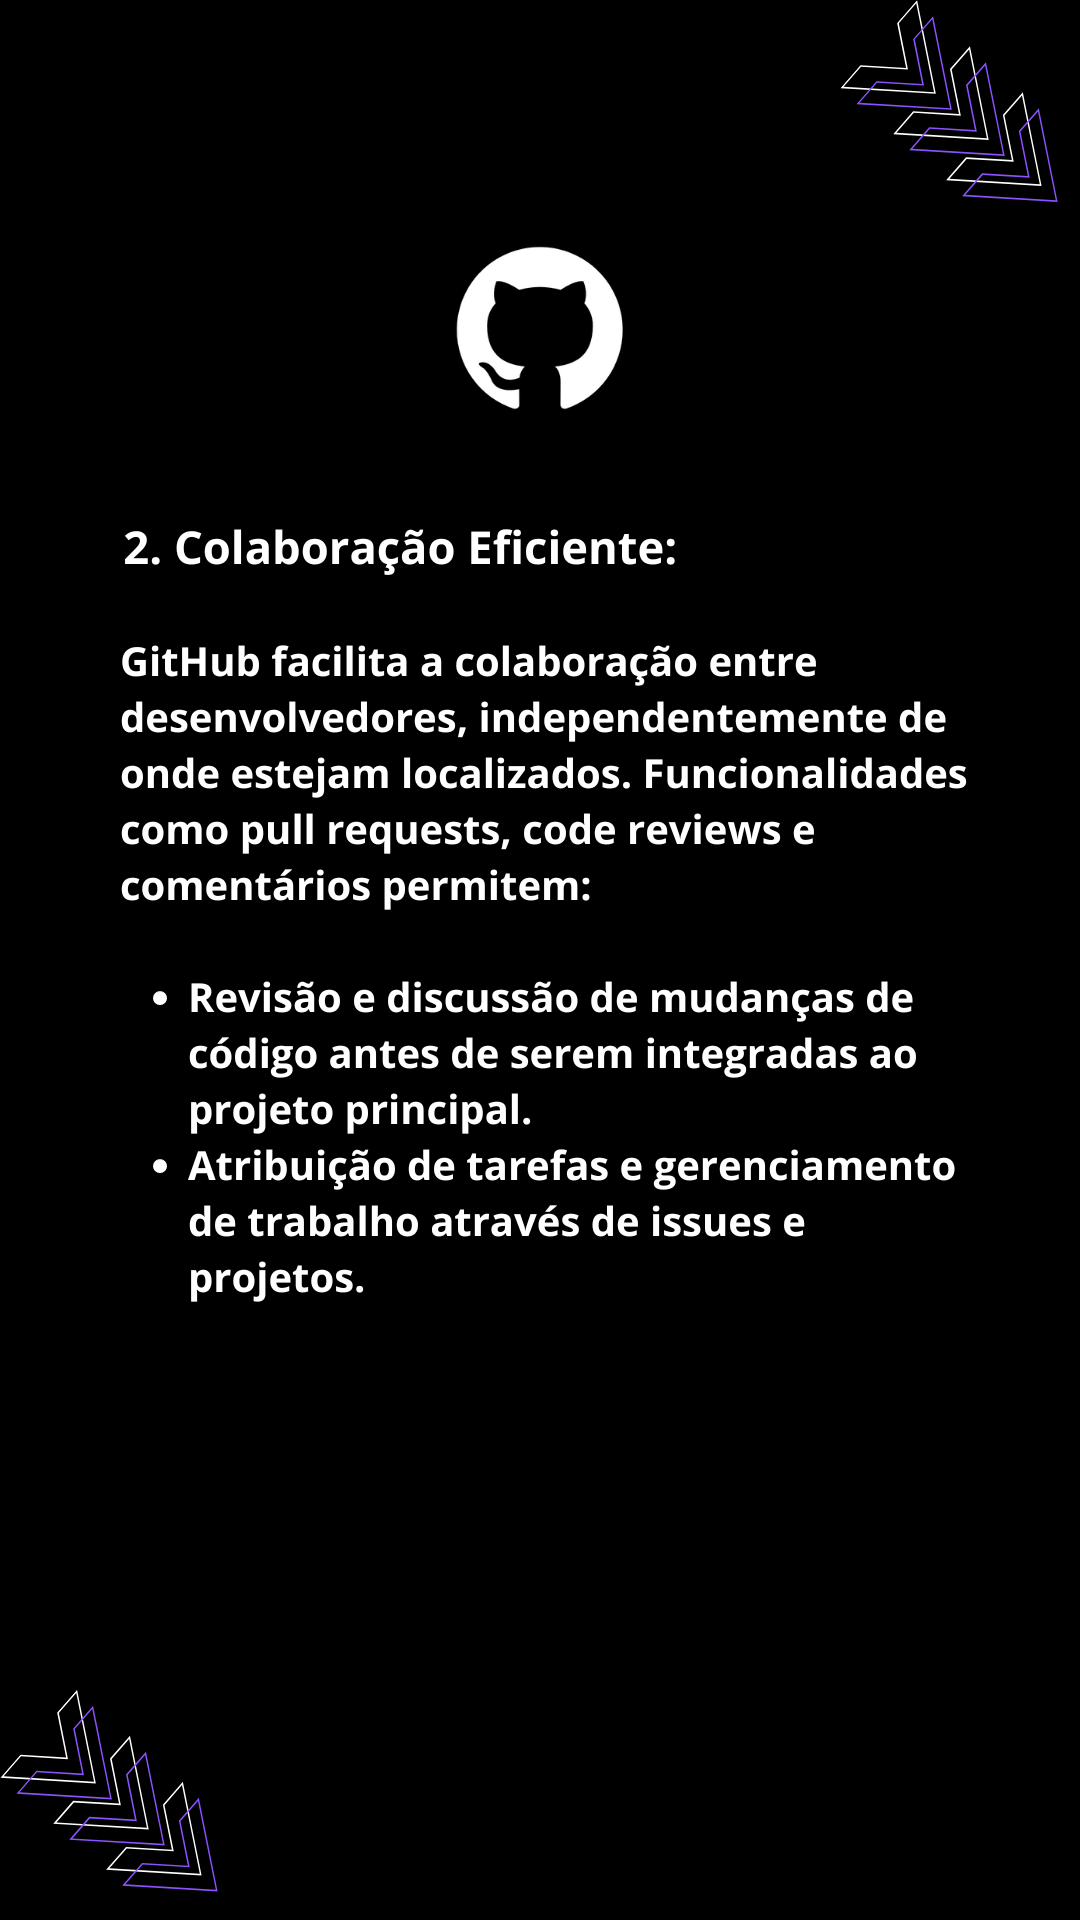 2. Colaboração Eficiente:
GitHub facilita a colaboração entre
desenvolvedores, independentemente de
onde estejam localizados. Funcionalidades
como pull requests, code reviews e
comentários permitem:
• Revisão e discussão de mudanças de
código antes de serem integradas ao
projeto principal.
• Atribuição de tarefas e gerenciamento
de trabalho através de issues e
projetos.